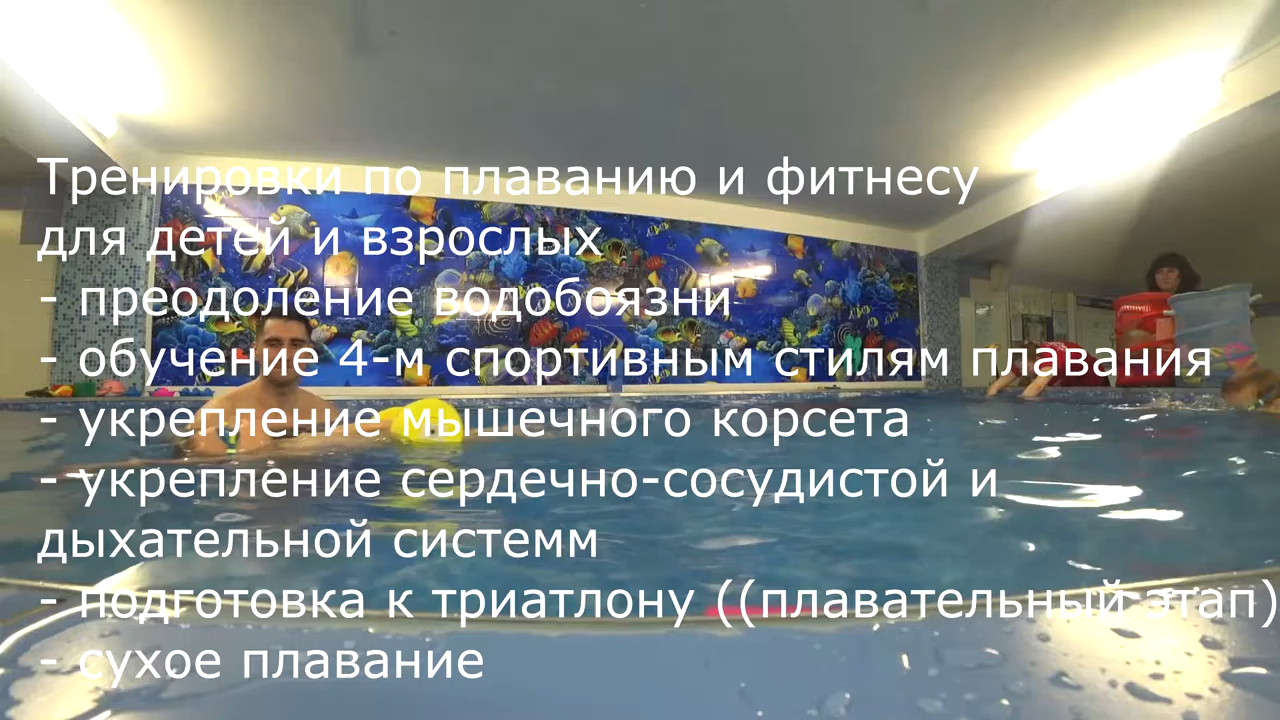 Тренировки по плаванию и фитнесу
для детей и взрослых
- преодоление водобоязни
- обучение 4-м спортивным стилям плавания
- укрепление мышечного корсета
- укрепление сердечно-сосудистой и
дыхательной системм
- подготовка к триатлону ((плавательный этап)
- сухое плавание